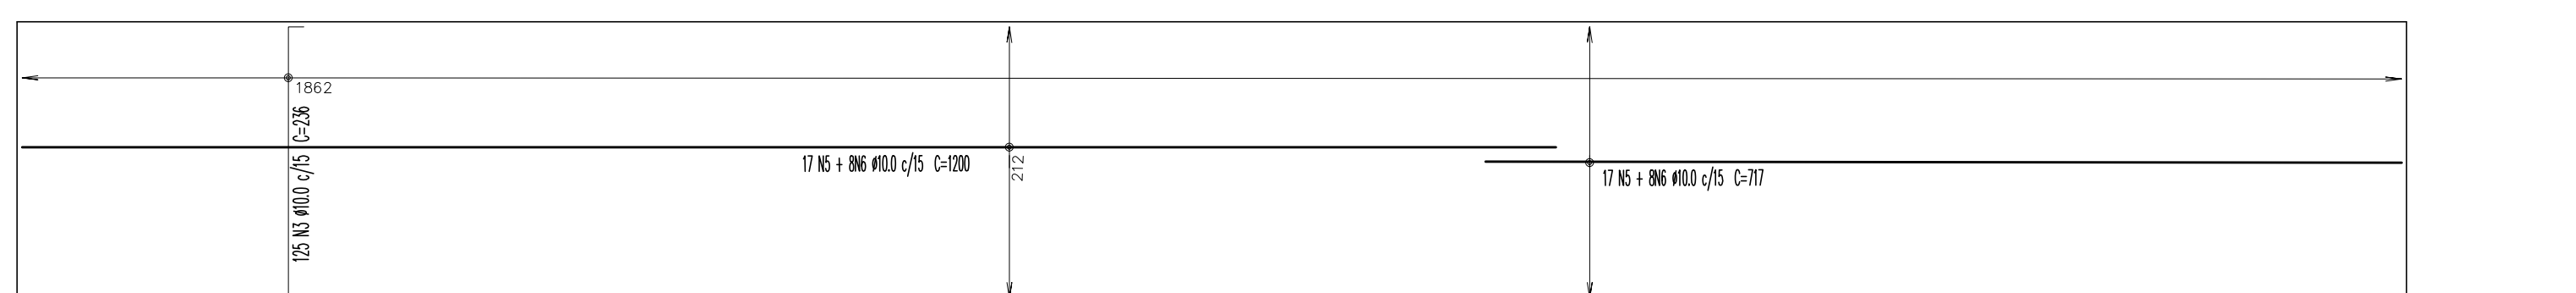 1862
125 N3 ø10.0 c/15 C=236
17 N5 + 8N6 ø10.0 c/15 C=1200
212
17 N5 + 8N6 ø10.0 c/15 C=717